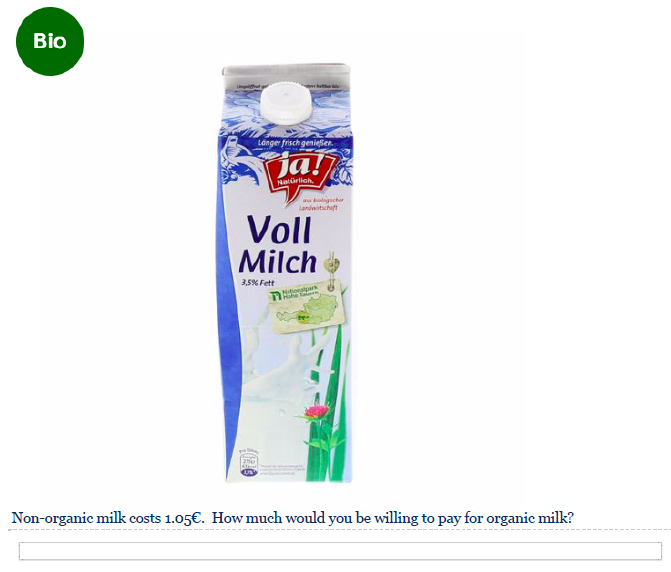 Bio
Länger frisch genießen.
ja!
Natürlich.
aus biologischer
Landwirtschaft
Voll
Milch
3,5% Fett
Nationalpark
Hohe Tauern
Non-organic milk costs 1.05€.  How much would you be willing to pay for organic milk?